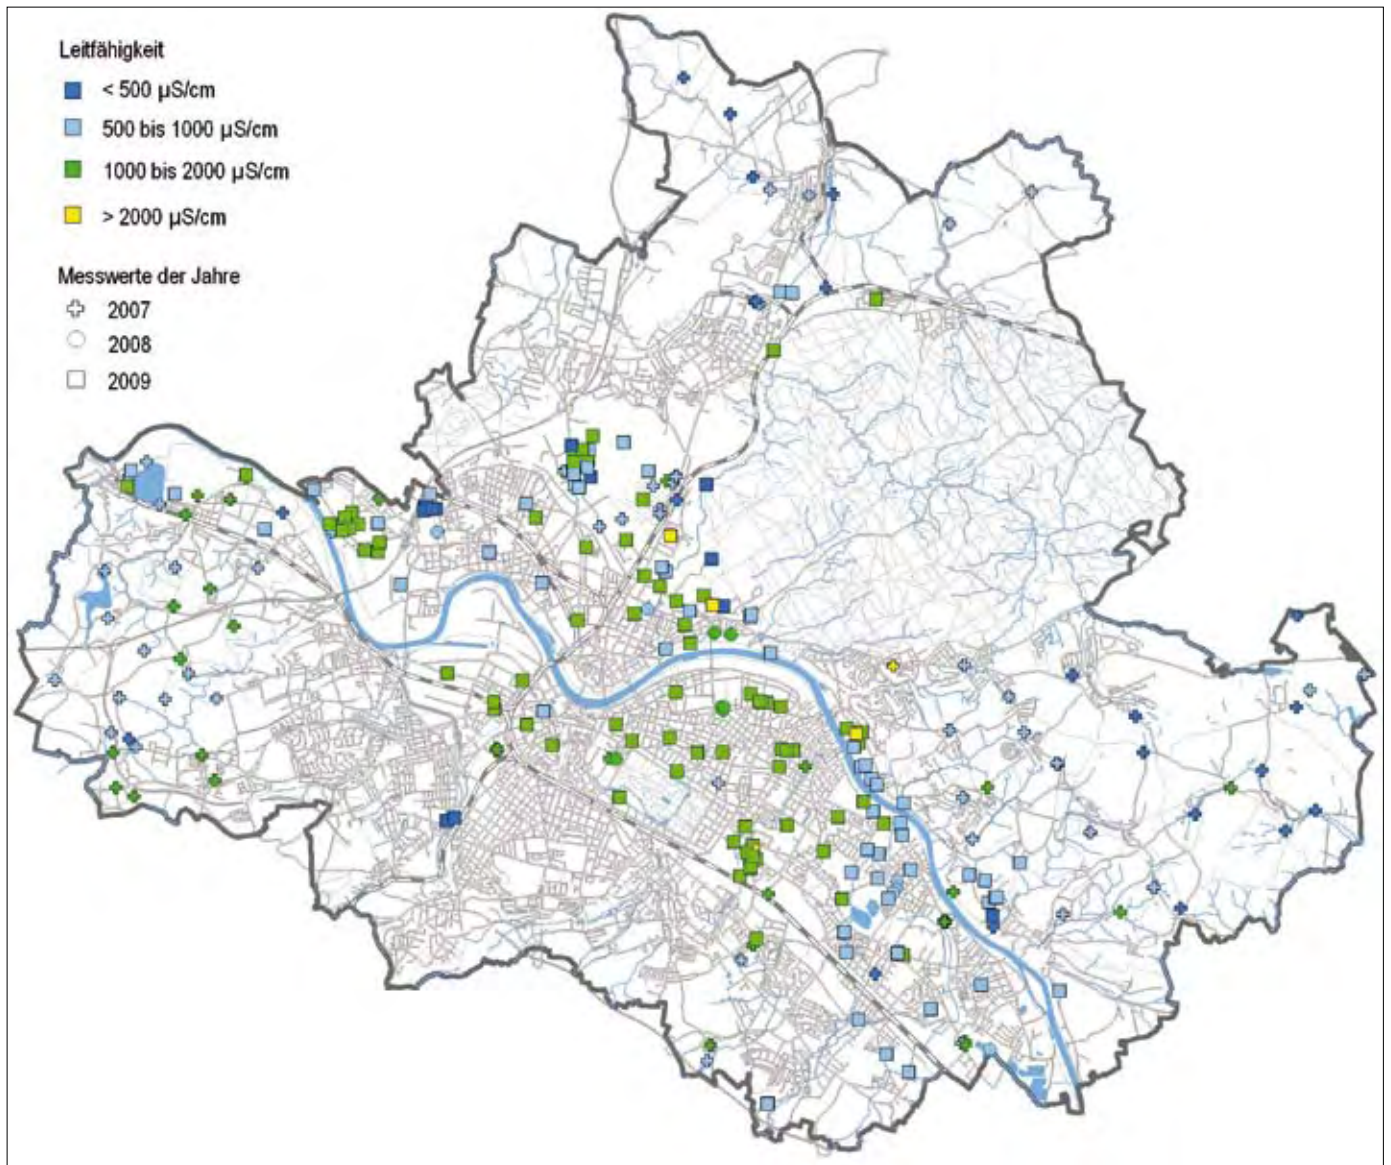 Leitfähigkeit
< 500 µS/cm
500 bis 1000 µS/cm
1000 bis 2000 µS/cm
> 2000 µS/cm
Messwerte der Jahre
2007
2008
2009